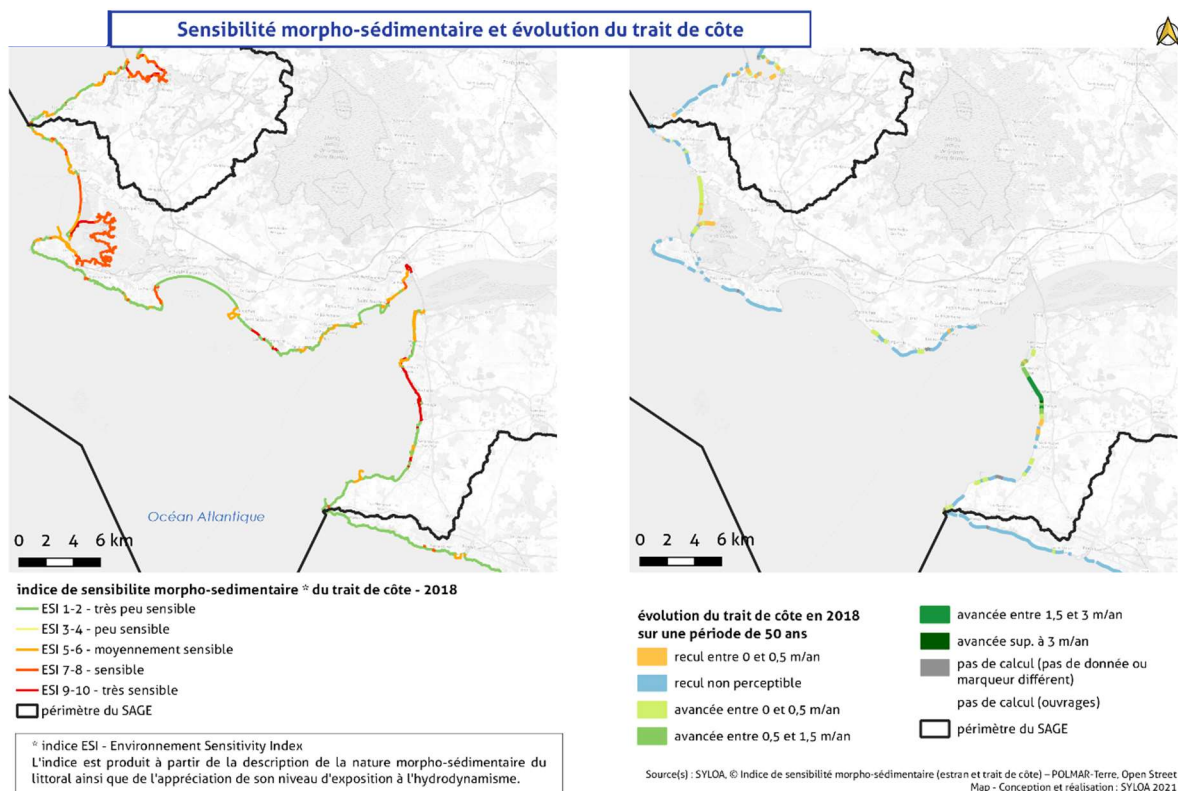 Sensibilité morpho-sédimentaire et évolution du trait de côte
Océan Atlantique
0 2 4 6 km
indice de sensibilite morpho-sedimentaire * du trait de côte - 2018
ESI 1-2 - très peu sensible
ESI 3-4 - peu sensible
ESI 5-6 - moyennement sensible
ESI 7-8 - sensible
ESI 9-10 - très sensible
périmètre du SAGE
* indice ESI - Environnement Sensitivity Index
L'indice est produit à partir de la description de la nature morpho-sédimentaire du
littoral ainsi que de l'appréciation de son niveau d'exposition à l'hydrodynamisme.
0 2 4 6 km
évolution du trait de côte en 2018
sur une période de 50 ans
recul entre 0 et 0,5 m/an
recul non perceptible
avancée entre 0 et 0,5 m/an
avancée entre 0,5 et 1,5 m/an
avancée entre 1,5 et 3 m/an
avancée sup. à 3 m/an
pas de calcul (pas de donnée ou
marqueur différent)
pas de calcul (ouvrages)
périmètre du SAGE
Source(s) : SYLOA, © Indice de sensibilité morpho-sédimentaire (estran et trait de côte) – POLMAR-Terre, Open Street
Map - Conception et réalisation : SYLOA 2021